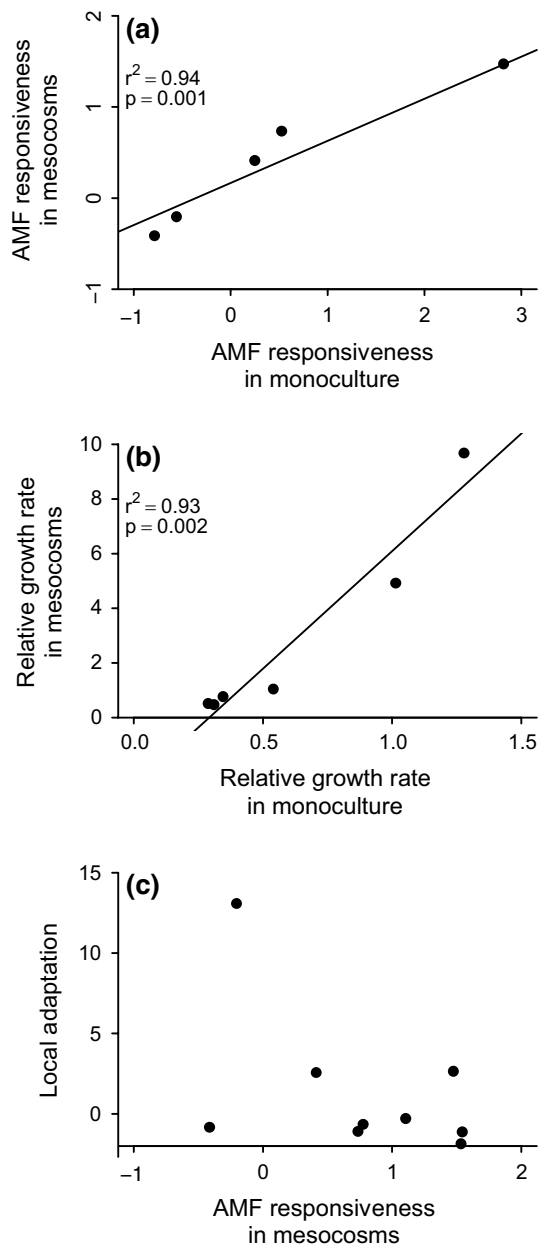 (a)
r² = 0.94
p = 0.001
2
1
0
−1
AMF responsiveness
in mesocosms
−1 0 1 2 3
AMF responsiveness
in monoculture
(b)
r² = 0.93
p = 0.002
10
8
6
4
2
0
Relative growth rate
in mesocosms
0.0 0.5 1.0 1.5
Relative growth rate
in monoculture
(c)
15
10
5
0
Local adaptation
−1 0 1 2
AMF responsiveness
in mesocosms